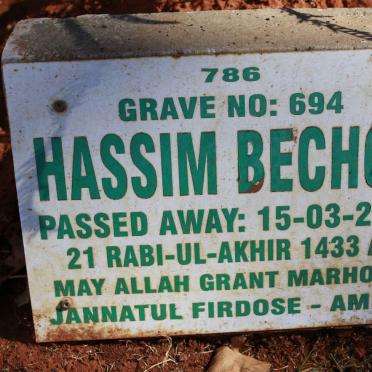 786
GRAVE NO: 694
HASSIM BECHO
PASSED AWAY: 15-03-2
21 RABI-UL-AKHIR 1433 A
MAY ALLAH GRANT MARHO
JANNATUL FIRDOSE - AM